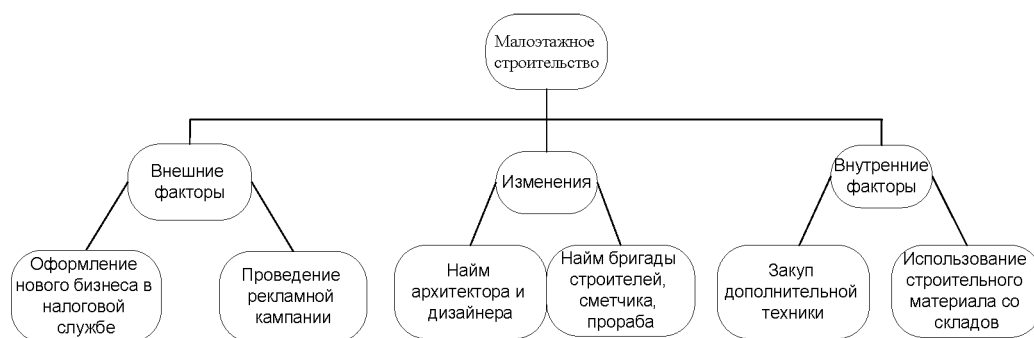 Малоэтажное
строительство
Внешние
факторы
Изменения
Внутренние
факторы
Оформление
нового бизнеса в
налоговой
службе
Проведение
рекламной
кампании
Найм
архитектора и
дизайнера
Найм бригады
строителей,
сметчика,
прораба
Закуп
дополнительной
техники
Использование
строительного
материала со
складов